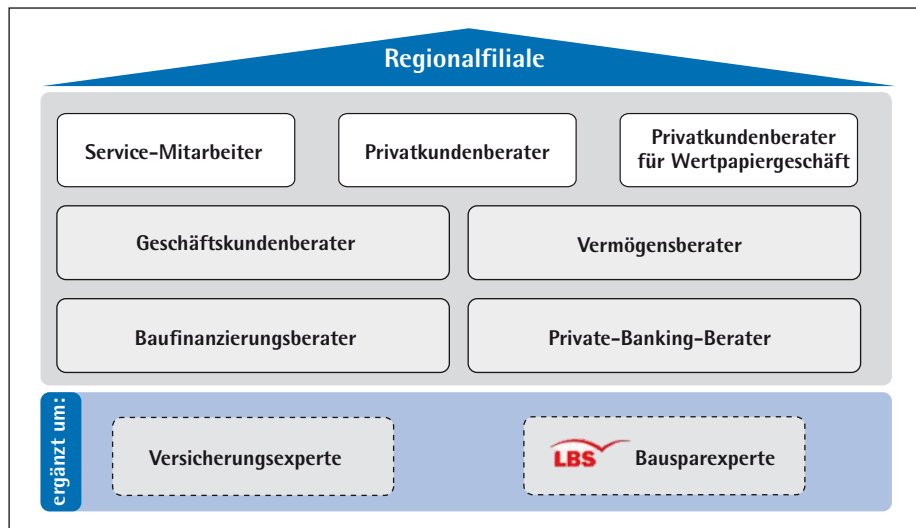 Regionalfiliale
Service-Mitarbeiter
Privatkundenberater
Privatkundenberater
für Wertpapiergeschäft
Geschäftskundenberater
Vermögensberater
Baufinanzierungsberater
Private-Banking-Berater
ergänzt um:
Versicherungsexperte
LBS Bausparexperte